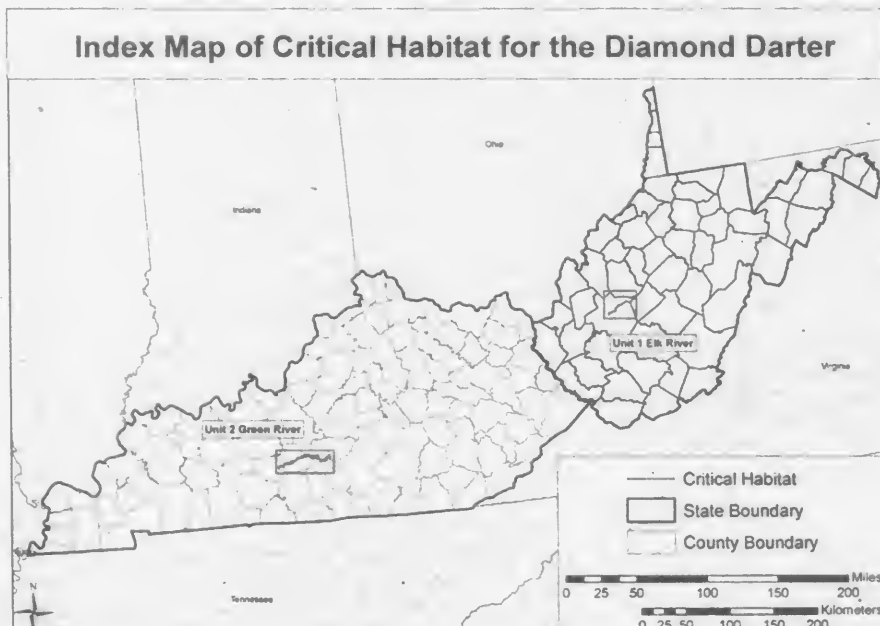 Index Map of Critical Habitat for the Diamond Darter
Ohio
Indiana
Unit 1 Elk River
Virginia
Unit 2 Green River
Critical Habitat
State Boundary
County Boundary
Miles
0 25 50 100 150 200
Kilometers
0 25 50 100 150 200
N
Tennessee